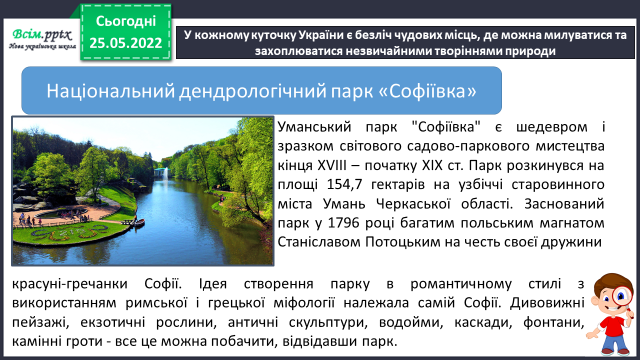 Всім.pptx
Нова українська школа
Сьогодні
25.05.2022
У кожному куточку України є безліч чудових місць, де можна милуватися та
захоплюватися незвичайними творіннями природи
Національний дендрологічний парк «Софіївка»
Уманський парк "Софіївка" є шедевром і
зразком світового садово-паркового мистецтва
кінця XVIII – початку XIX ст. Парк розкинувся на
площі 154,7 гектарів на узбіччі старовинного
міста Умань Черкаської області. Заснований
парк у 1796 році багатим польським магнатом
Станіславом Потоцьким на честь своєї дружини
красуні-гречанки Софії. Ідея створення парку в романтичному стилі з
використанням римської і грецької міфології належала самій Софії. Дивовижні
пейзажі, екзотичні рослини, античні скульптури, водойми, каскади, фонтани,
камінні гроти - все це можна побачити, відвідавши парк.